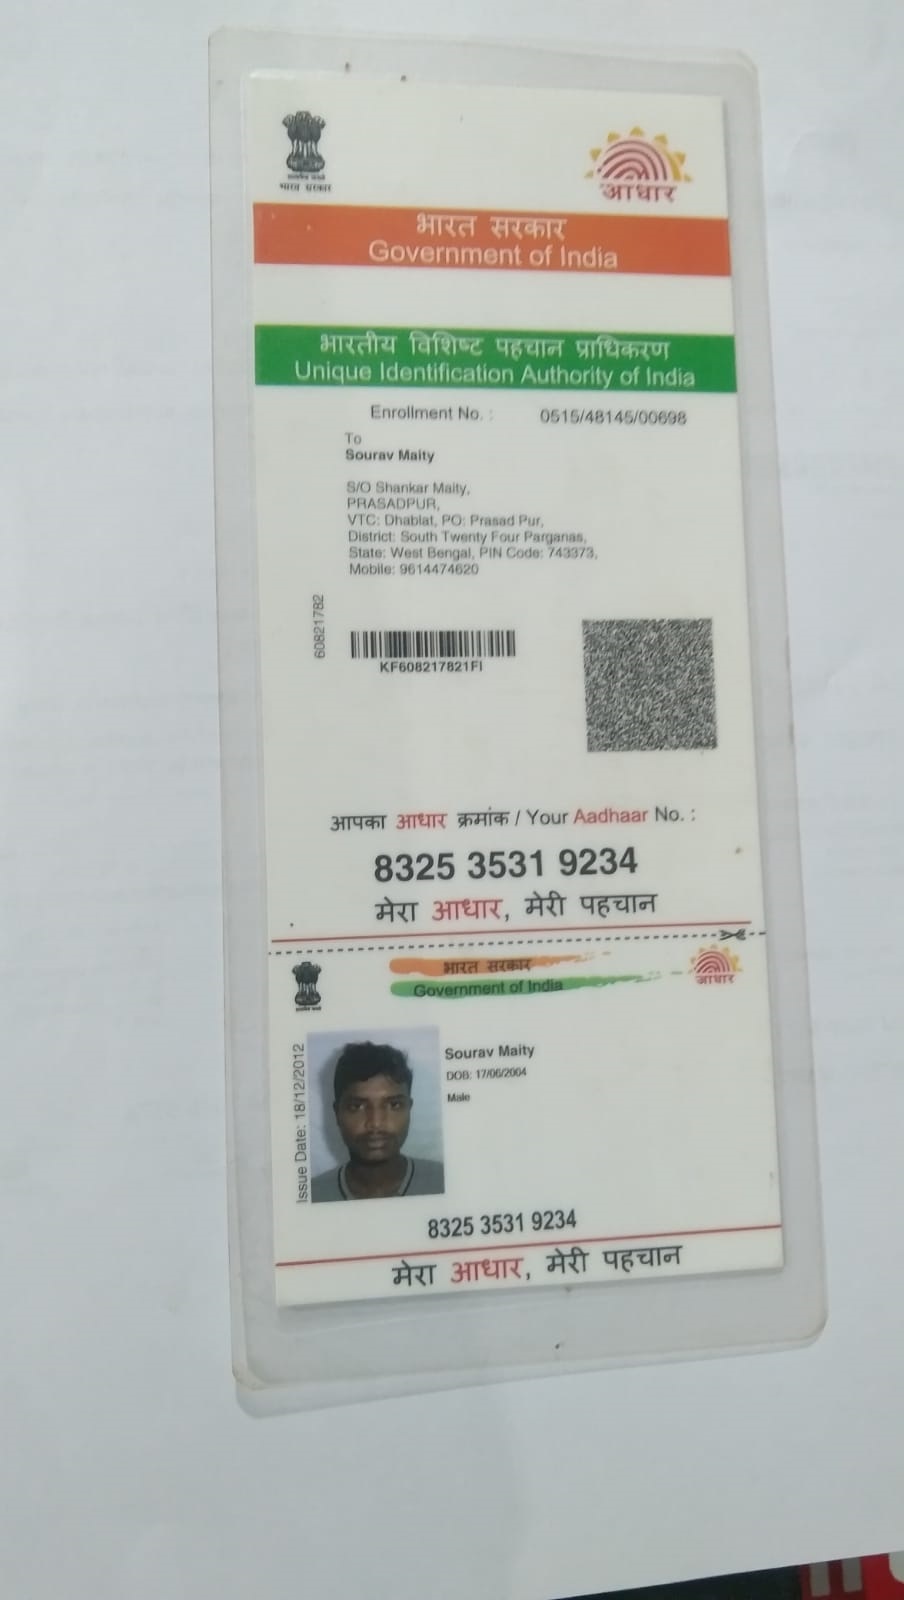 भारत सरकार
आधार
भारत सरकार
Government of India
भारतीय विशिष्ट पहचान प्राधिकरण
Unique Identification Authority of India
Enrollment No. : 0515/48145/00698
To
Sourav Maity
S/O Shankar Maity,
PRASADPUR,
VTC: Dhablat, PO: Prasad Pur,
District: South Twenty Four Parganas,
State: West Bengal, PIN Code: 743373,
Mobile: 9614474620
60821782
KF608217821FI
आपका आधार क्रमांक / Your Aadhaar No. :
8325 3531 9234
मेरा आधार, मेरी पहचान
भारत सरकार
Government of India
आधार
Issue Date: 18/12/2012
Sourav Maity
DOB: 17/06/2004
Male
8325 3531 9234
मेरा आधार, मेरी पहचान